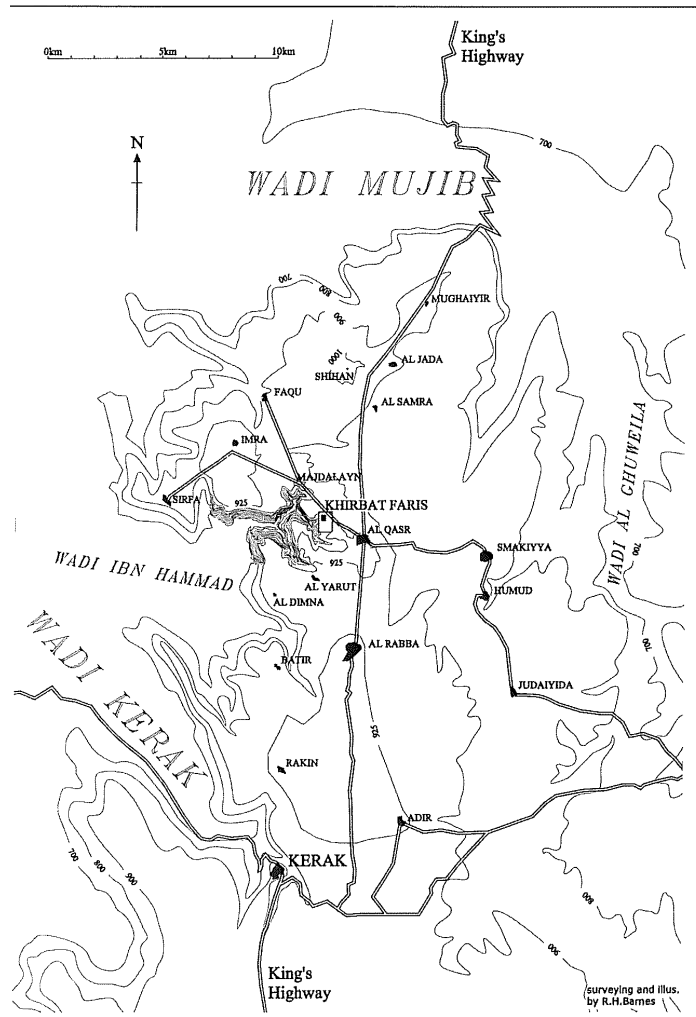 King's
Highway
0km 5km 10km
N
700
WADI MUJIB
700
800
900
MUGHAIYIR
1000
AL JADA
SHIHAN
FAQU
AL SAMRA
IMRA
WADI AL GHUWEILA
MAJDALAYN
SIRFA
925
KHIRBAT FARIS
AL QASR
SMAKIYYA
700
WADI IBN HAMMAD
925
AL YARUT
HUMUD
AL DIMNA
WADI KERAK
AL RABBA
700
BATIR
JUDAIYIDA
925
RAKIN
ADIR
700
800
900
KERAK
800
900
King's
Highway
surveying and illus.
by R.H.Barnes